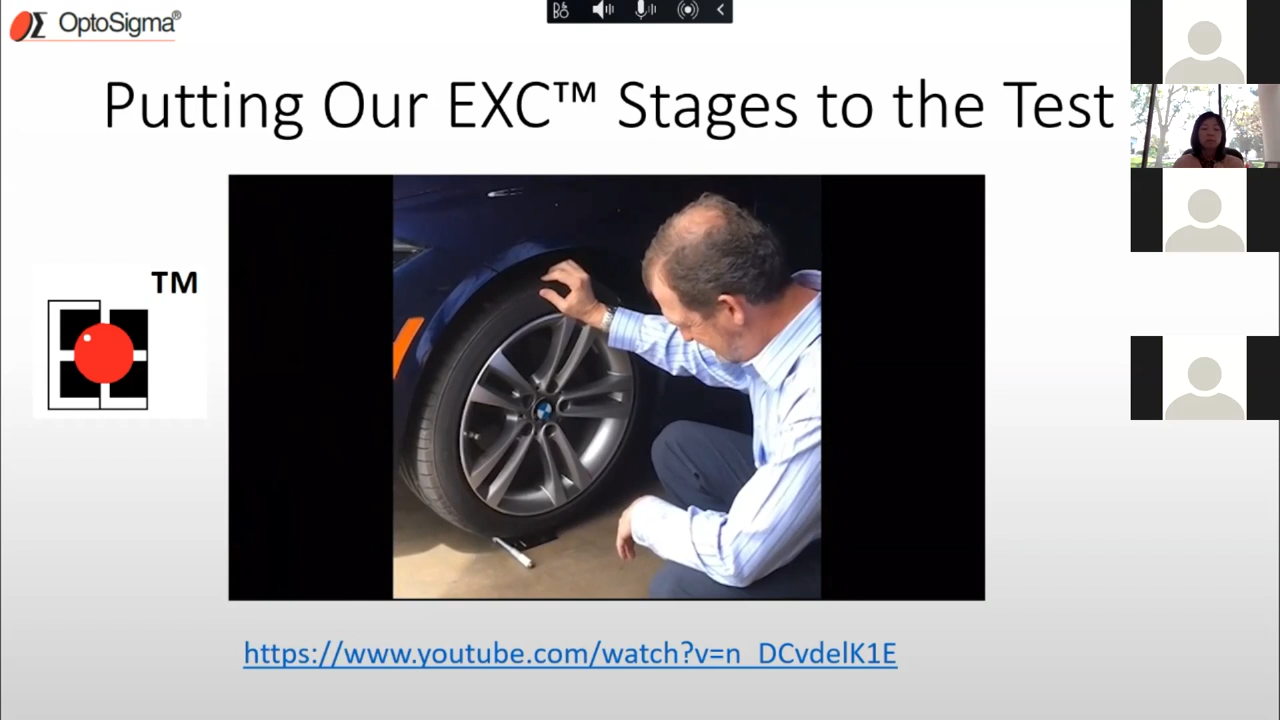 OptoSigma®
Putting Our EXC™ Stages to the Test
TM
https://www.youtube.com/watch?v=n_DCvdelK1E